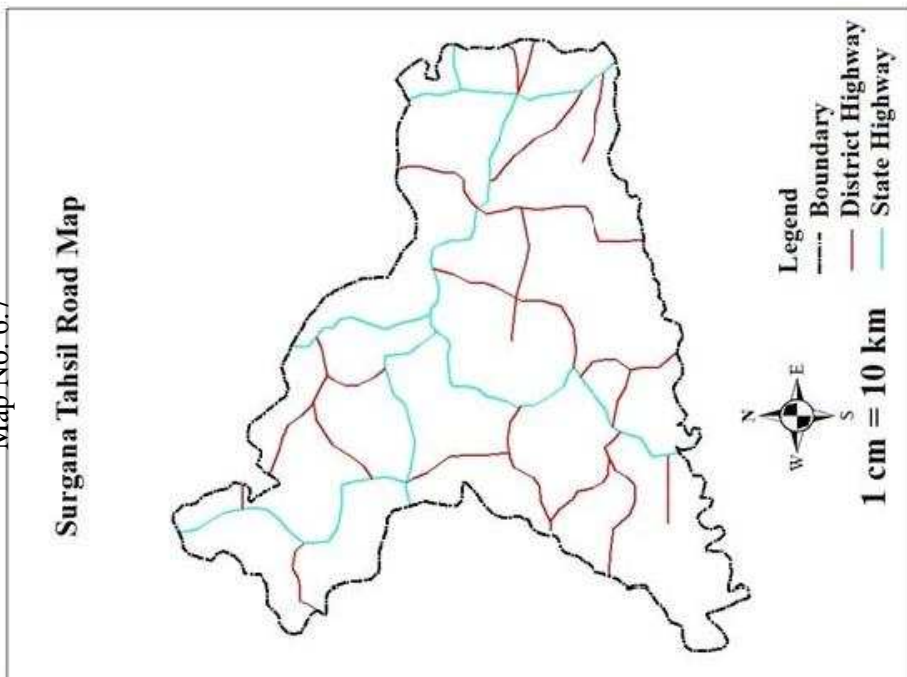 Surgana Tahsil Road Map
N
W
E
S
1 cm = 10 km
Legend
Boundary
District Highway
State Highway